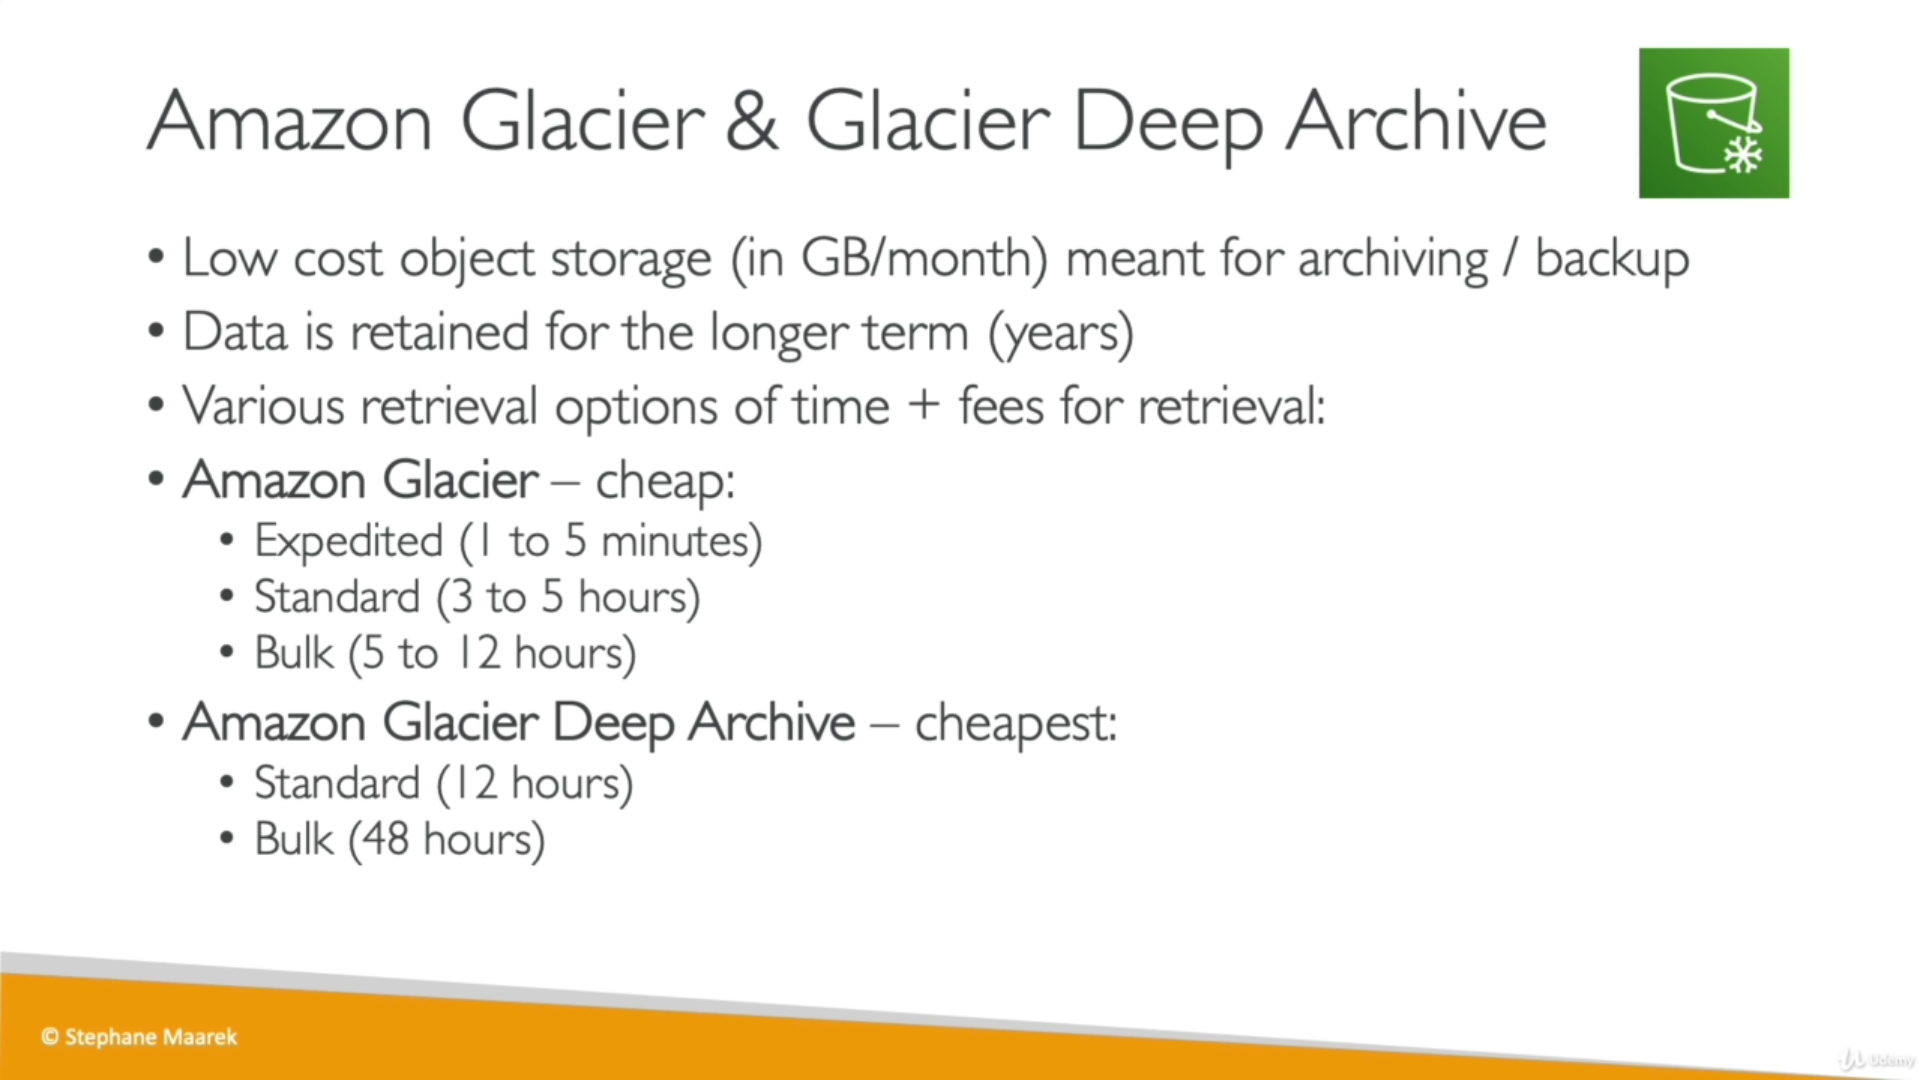 Amazon Glacier & Glacier Deep Archive
• Low cost object storage (in GB/month) meant for archiving / backup
• Data is retained for the longer term (years)
• Various retrieval options of time + fees for retrieval:
• Amazon Glacier – cheap:
• Expedited (1 to 5 minutes)
• Standard (3 to 5 hours)
• Bulk (5 to 12 hours)
• Amazon Glacier Deep Archive – cheapest:
• Standard (12 hours)
• Bulk (48 hours)
© Stephane Maarek
Udemy